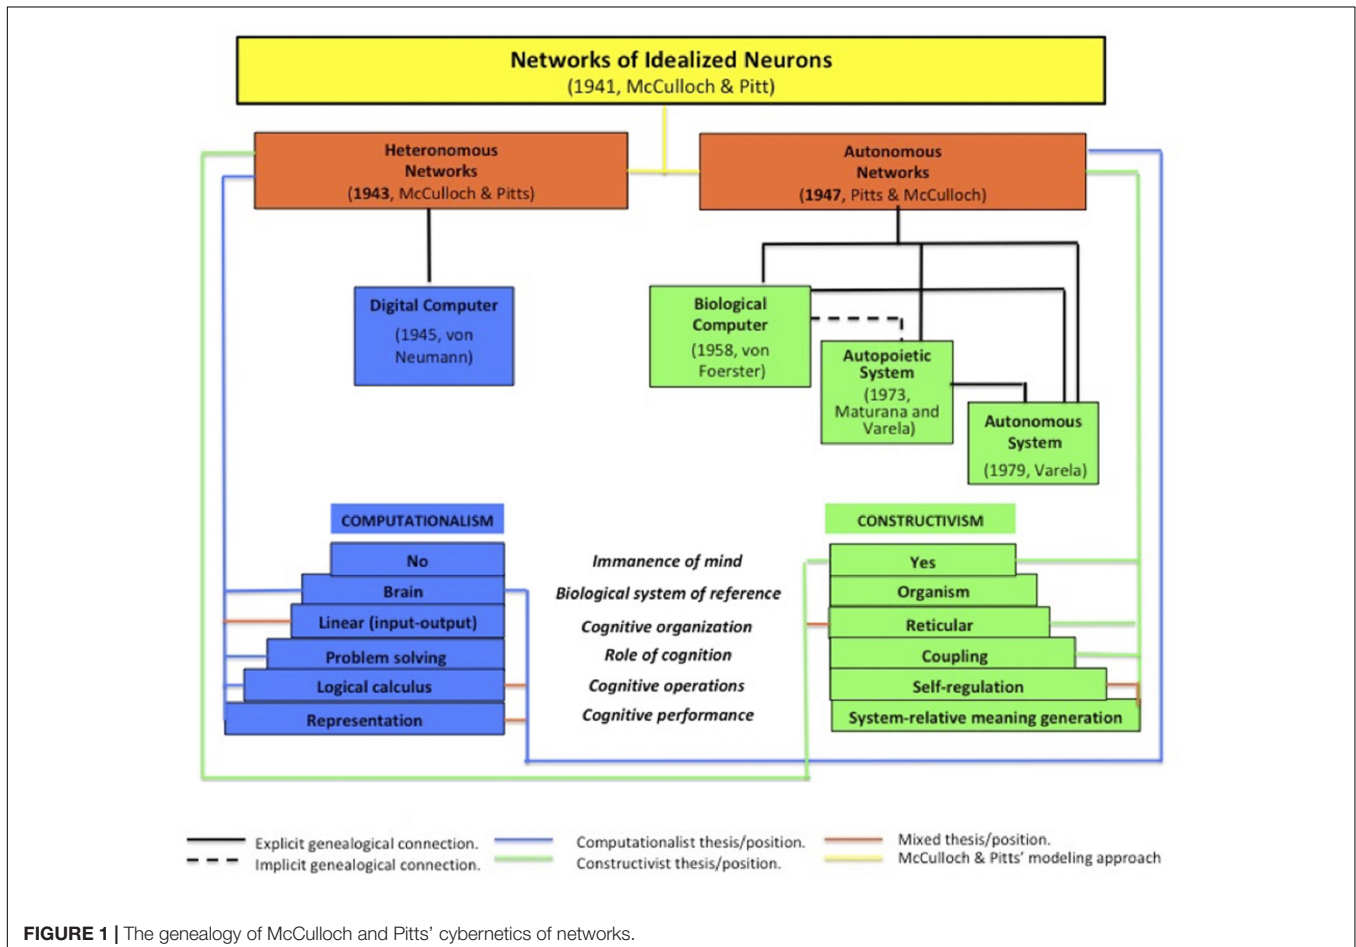 Networks of Idealized Neurons
(1941, McCulloch & Pitt)
Heteronomous
Networks
(1943, McCulloch & Pitts)
Autonomous
Networks
(1947, Pitts & McCulloch)
Digital Computer
(1945, von
Neumann)
Biological
Computer
(1958, von
Foerster)
Autopoietic
System
(1973,
Maturana and
Varela)
Autonomous
System
(1979, Varela)
COMPUTATIONALISM
CONSTRUCTIVISM
No
Immanence of mind
Yes
Brain
Biological system of reference
Organism
Linear (input-output)
Cognitive organization
Reticular
Problem solving
Role of cognition
Coupling
Logical calculus
Cognitive operations
Self-regulation
Representation
Cognitive performance
System-relative meaning generation
Explicit genealogical connection.
Computationalist thesis/position.
Mixed thesis/position.
Implicit genealogical connection.
Constructivist thesis/position.
McCulloch & Pitts' modeling approach
FIGURE 1 | The genealogy of McCulloch and Pitts' cybernetics of networks.